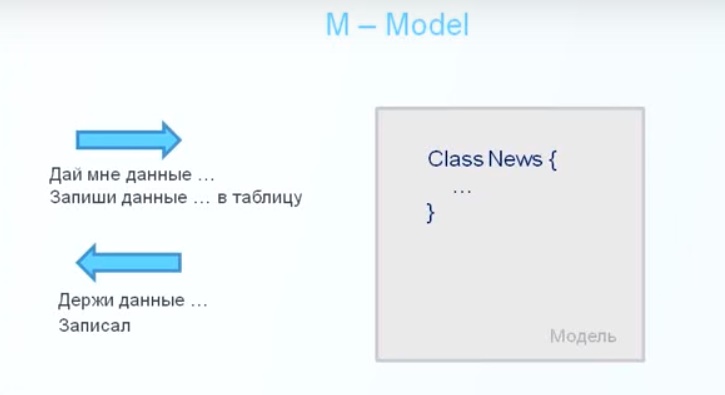 M – Model
Дай мне данные ...
Запиши данные ... в таблицу
Держи данные ...
Записал
Class News {
...
}
Модель